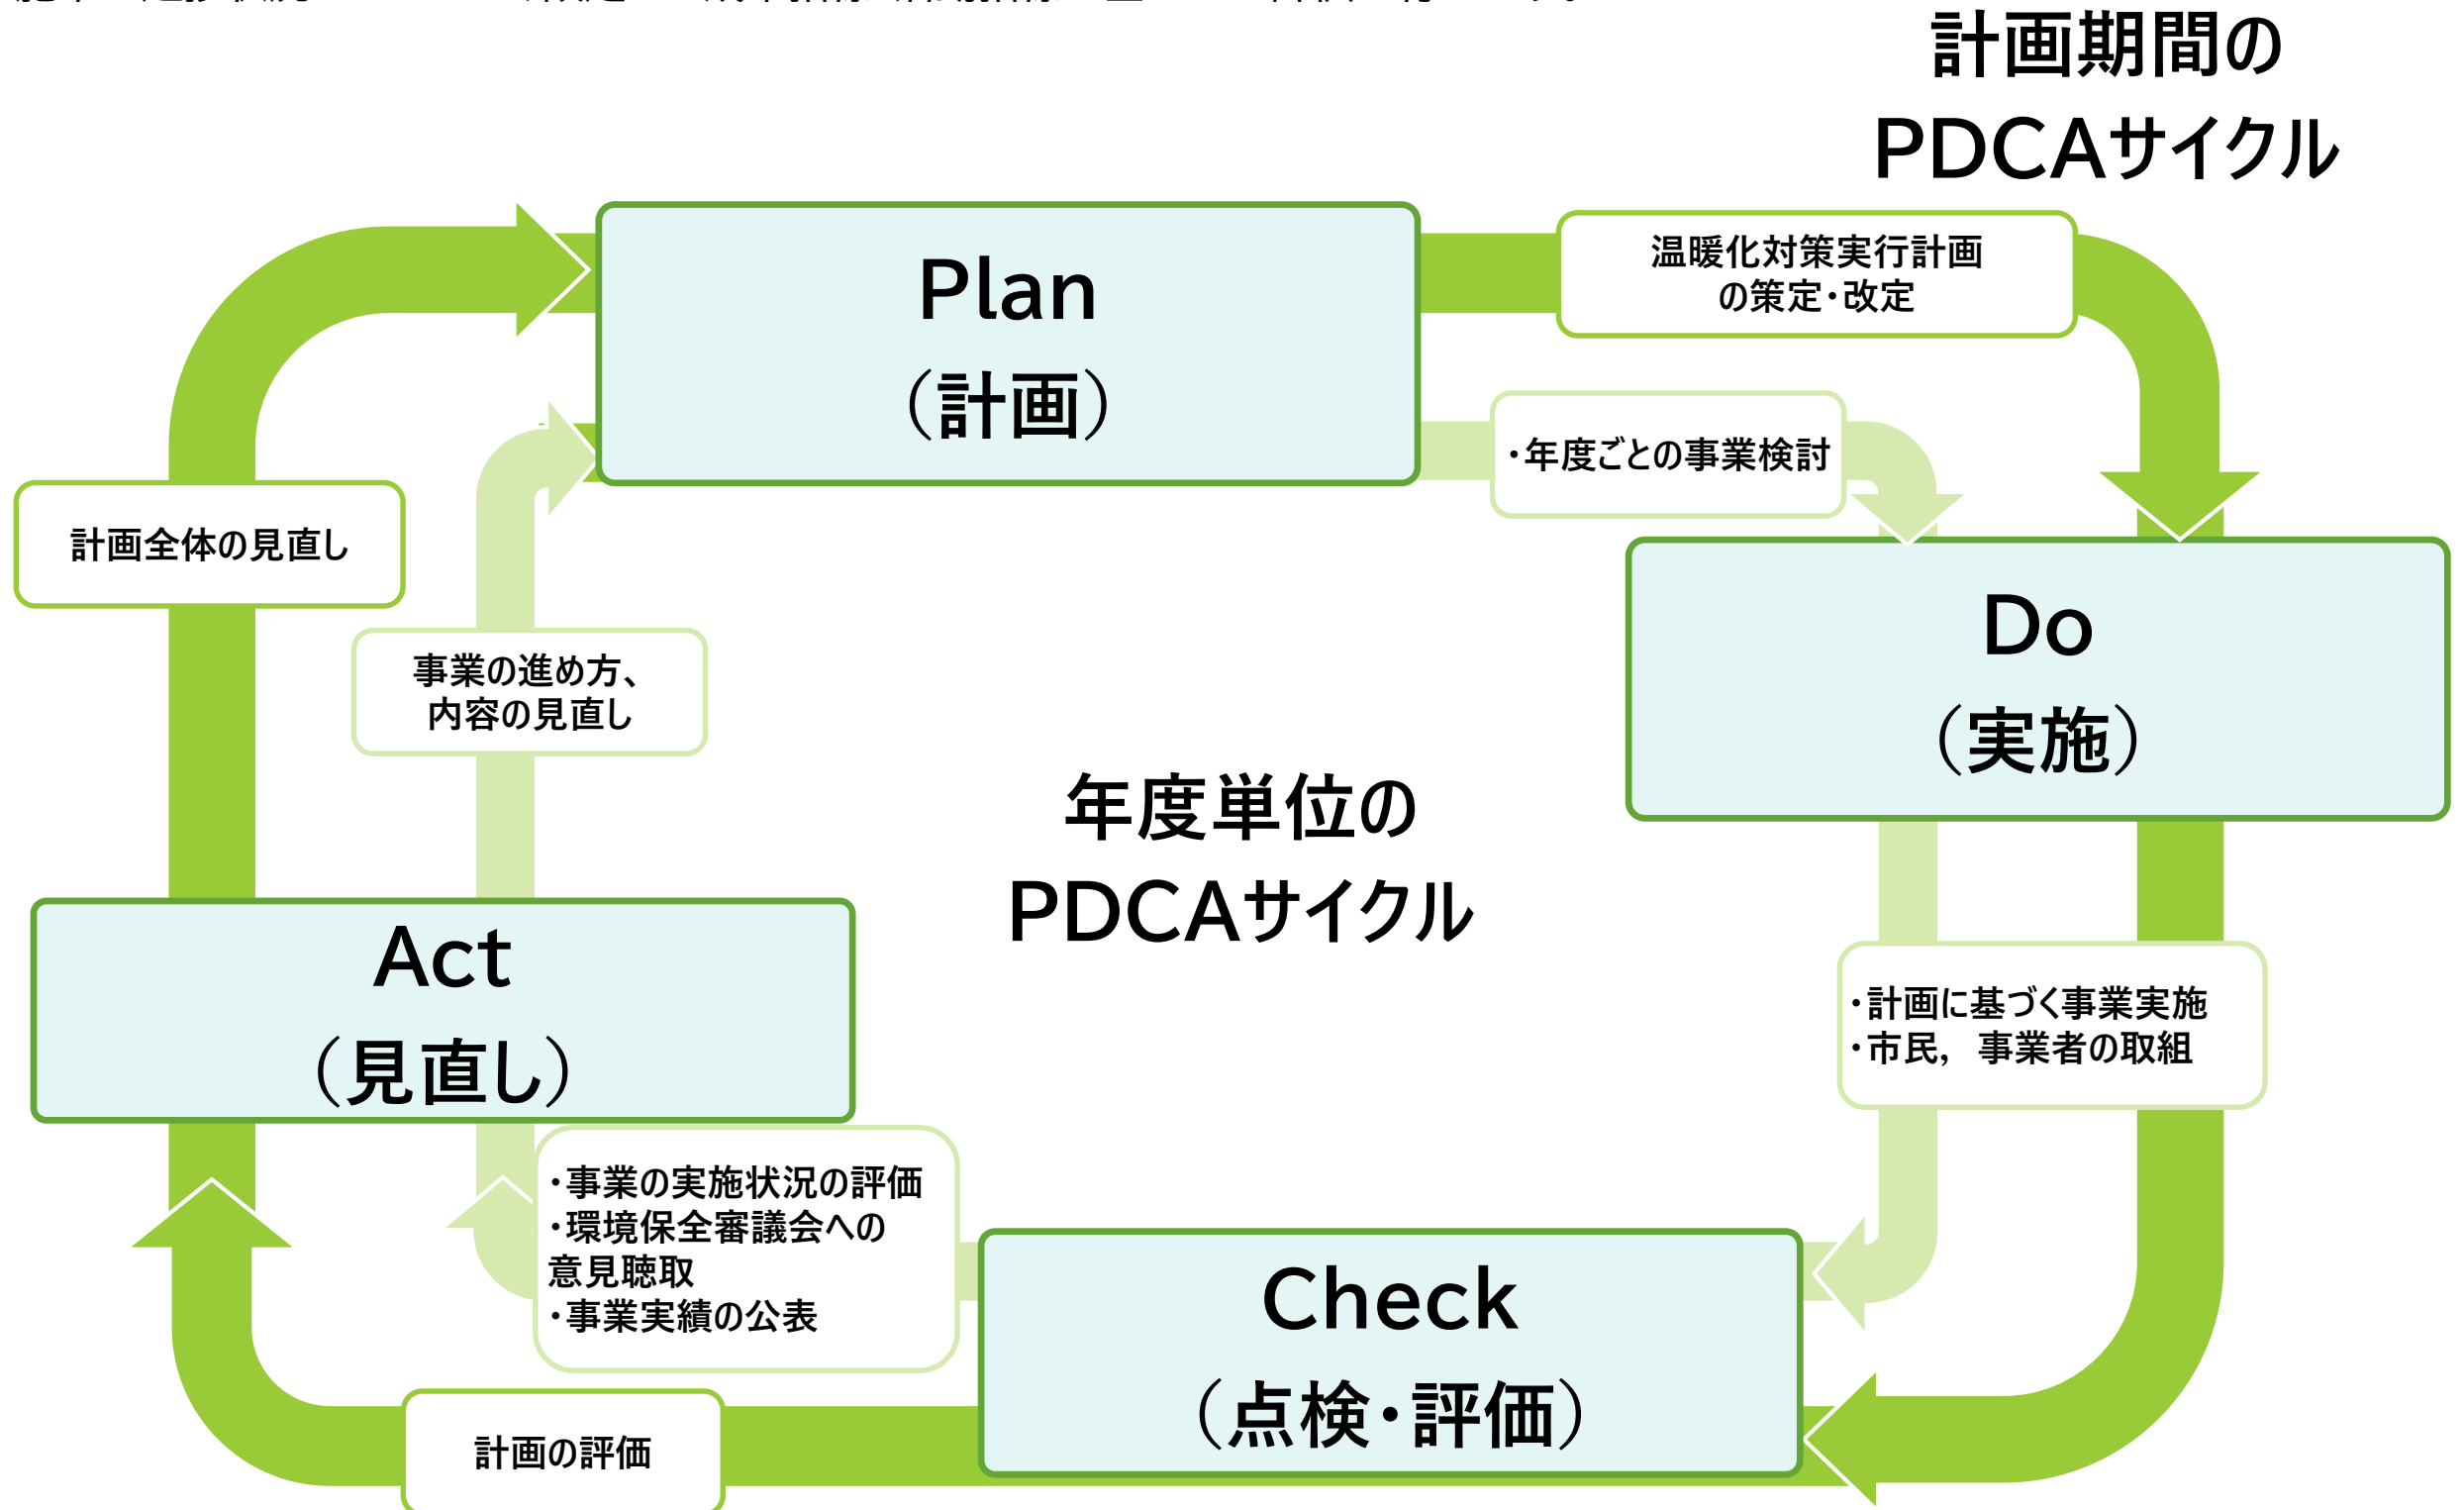 計画期間の
PDCAサイクル
Plan
（計画）
温暖化対策実行計画
の策定・改定
・年度ごとの事業検討
計画全体の見直し
事業の進め方、
内容の見直し
Do
（実施）
年度単位の
PDCAサイクル
Act
（見直し）
・計画に基づく事業実施
・市民，事業者の取組
・事業の実施状況の評価
・環境保全審議会への
意見聴取
・事業実績の公表
Check
（点検・評価）
計画の評価